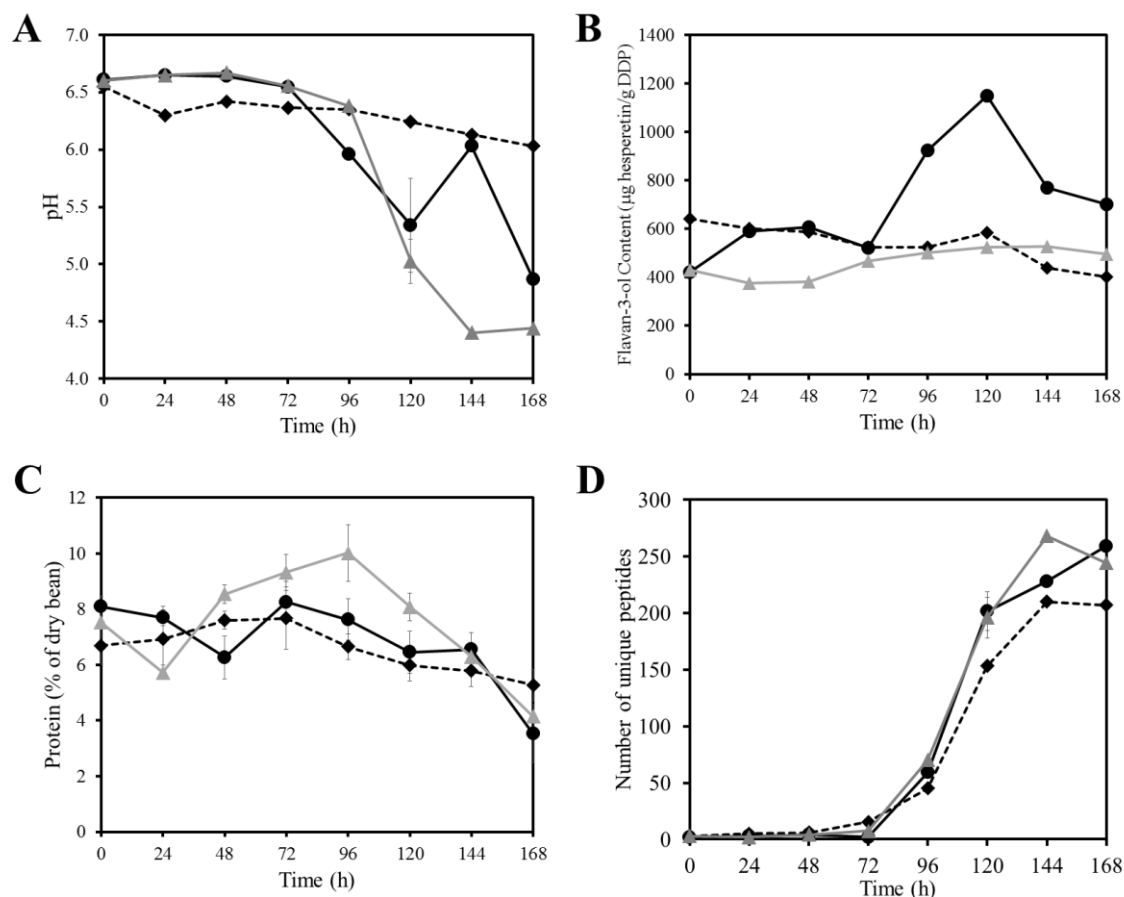 A
7.0
6.5
6.0
5.5
5.0
4.5
4.0
pH
0 24 48 72 96 120 144 168
Time (h)
B
1400
1200
1000
800
600
400
200
0
Flavan-3-ol Content (µg hesperetin/g DDP)
0 24 48 72 96 120 144 168
Time (h)
C
12
10
8
6
4
2
0
Protein (% of dry bean)
0 24 48 72 96 120 144 168
Time (h)
D
300
250
200
150
100
50
0
Number of unique peptides
0 24 48 72 96 120 144 168
Time (h)